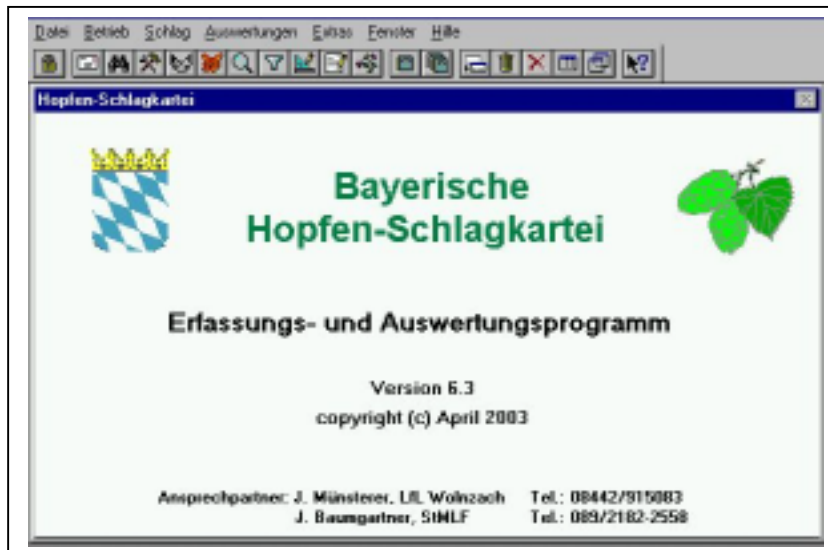 Datei Betrieb Schlag Auswertungen Extras Fenster Hilfe
Hopfen-Schlagkartei
Bayerische
Hopfen-Schlagkartei
Erfassungs- und Auswertungsprogramm
Version 6.3
copyright (c) April 2003
Ansprechpartner: J. Münsterer, LfL Wolnzach Tel.: 08442/915083
J. Baumgartner, StMLF Tel.: 089/2182-2558